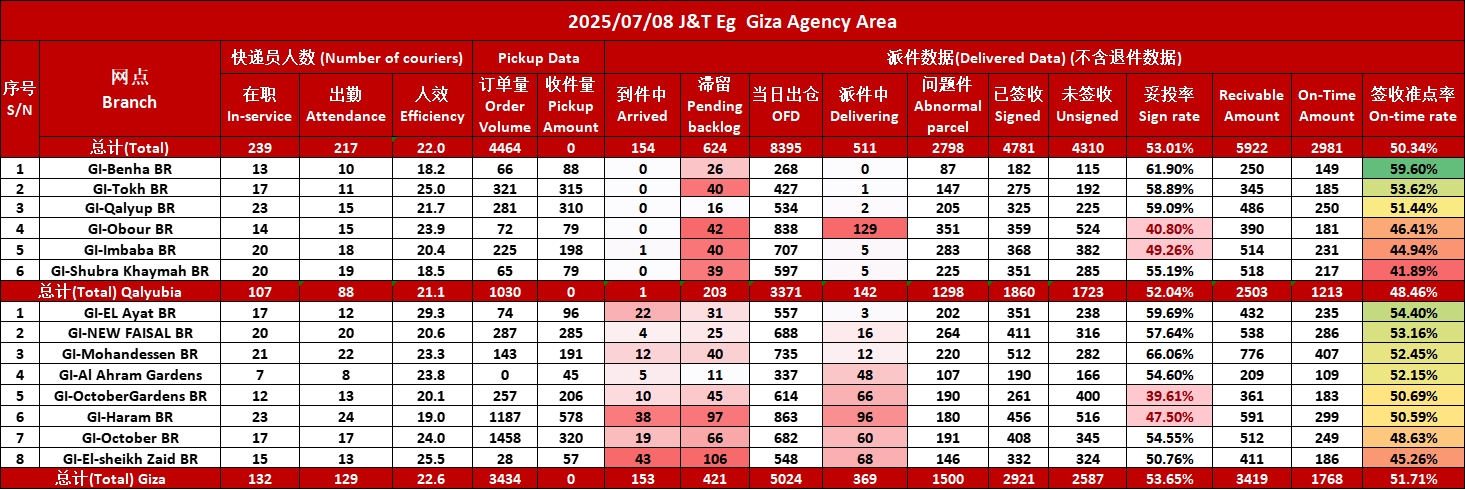 2025/07/08 J&T Eg  Giza Agency Area
序号 S/N | 网点 Branch | 快递员人数 (Number of couriers) | Pickup Data | 派件数据(Delivered Data) (不含退件数据)
在职 In-service | 出勤 Attendance | 人效 Efficiency | 订单量 Order Volume | 收件量 Pickup Amount | 到件中 Arrived | 滞留 Pending backlog | 当日出仓 OFD | 派件中 Delivering | 问题件 Abnormal parcel | 已签收 Signed | 未签收 Unsigned | 妥投率 Sign rate | Recivable Amount | On-Time Amount | 签收准点率 On-time rate
总计(Total) 239 217 22.0 4464 0 154 624 8395 511 2798 4781 4310 53.01% 5922 2981 50.34%
1 GI-Benha BR 13 10 18.2 66 88 0 26 268 0 87 182 115 61.90% 250 149 59.60%
2 GI-Tokh BR 17 11 25.0 321 315 0 40 427 1 147 275 192 58.89% 345 185 53.62%
3 GI-Qalyup BR 23 15 21.7 281 310 0 16 534 2 205 325 225 59.09% 486 250 51.44%
4 GI-Obour BR 14 15 23.9 72 79 0 42 838 129 351 359 524 40.80% 390 181 46.41%
5 GI-Imbaba BR 20 18 20.4 225 198 1 40 707 5 283 368 382 49.26% 514 231 44.94%
6 GI-Shubra Khaymah BR 20 19 18.5 65 79 0 39 597 5 225 351 285 55.19% 518 217 41.89%
总计(Total) Qalyubia 107 88 21.1 1030 0 1 203 3371 142 1298 1860 1723 52.04% 2503 1213 48.46%
1 GI-EL Ayat BR 17 12 29.3 74 96 22 31 557 3 202 351 238 59.69% 432 235 54.40%
2 GI-NEW FAISAL BR 20 20 20.6 287 285 4 25 688 16 264 411 316 57.64% 538 286 53.16%
3 GI-Mohandessen BR 21 22 23.3 143 191 12 40 735 12 220 512 282 66.06% 776 407 52.45%
4 GI-Al Ahram Gardens 7 8 23.8 0 45 5 11 337 48 107 190 166 54.60% 209 109 52.15%
5 GI-OctoberGardens BR 12 13 20.1 257 206 10 45 614 66 190 261 400 39.61% 361 183 50.69%
6 GI-Haram BR 23 24 19.0 1187 578 38 97 863 96 180 456 516 47.50% 591 299 50.59%
7 GI-October BR 17 17 24.0 1458 320 19 66 682 60 191 408 345 54.55% 512 249 48.63%
8 GI-El-sheikh Zaid BR 15 13 25.5 28 57 43 106 548 68 146 332 324 50.76% 411 186 45.26%
总计(Total) Giza 132 129 22.6 3434 0 153 421 5024 369 1500 2921 2587 53.65% 3419 1768 51.71%